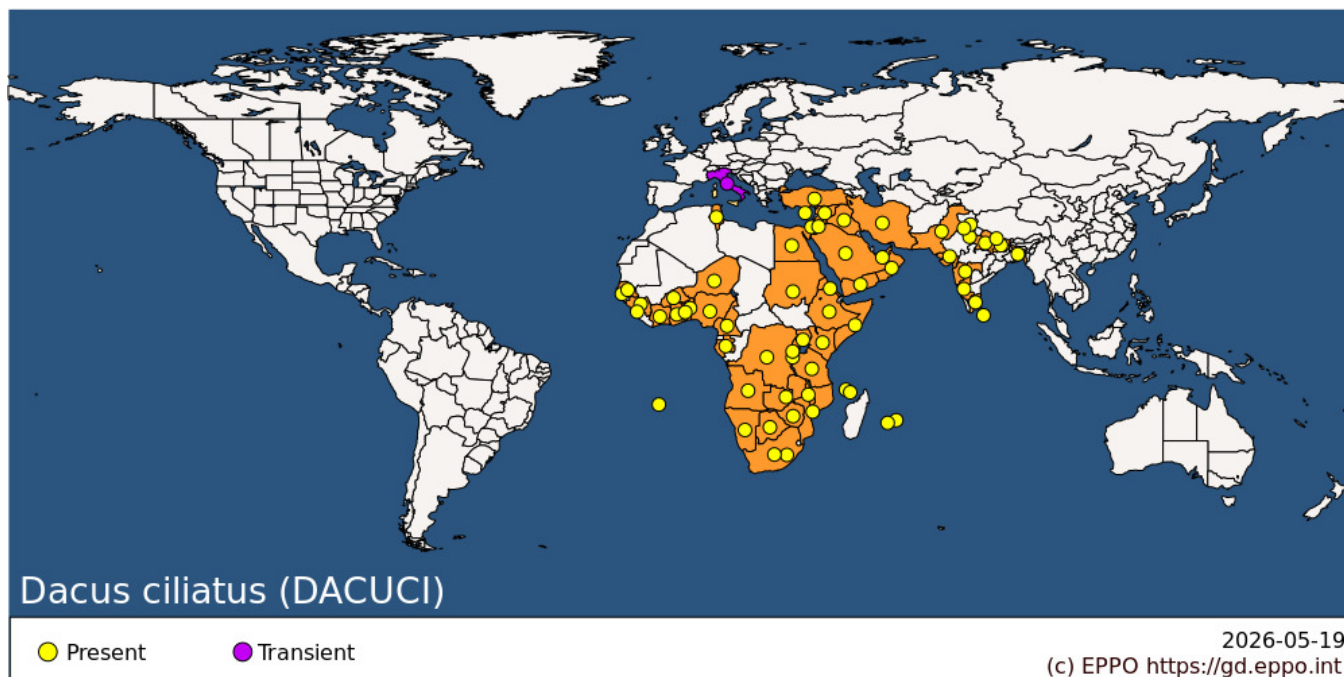 Dacus ciliatus (DACUCI)
Present
Transient
2026-05-19
(c) EPPO https://gd.eppo.int